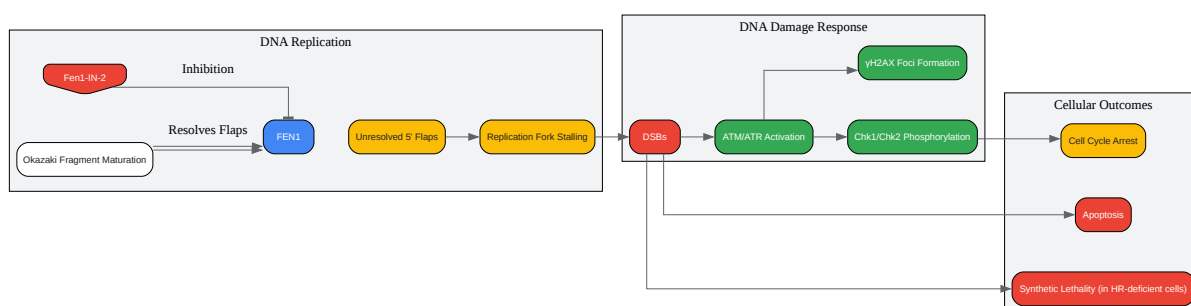 DNA Replication
Fen1-IN-2
Inhibition
Resolves Flaps
Okazaki Fragment Maturation
FEN1
Unresolved 5' Flaps
Replication Fork Stalling
DNA Damage Response
γH2AX Foci Formation
DSBs
ATM/ATR Activation
Chk1/Chk2 Phosphorylation
Cellular Outcomes
Cell Cycle Arrest
Apoptosis
Synthetic Lethality (in HR-deficient cells)